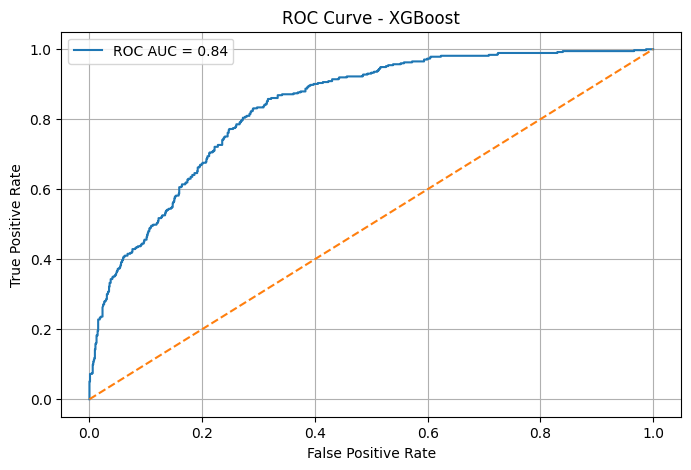 ROC Curve - XGBoost
ROC AUC = 0.84
True Positive Rate
1.0
0.8
0.6
0.4
0.2
0.0
0.0 0.2 0.4 0.6 0.8 1.0
False Positive Rate